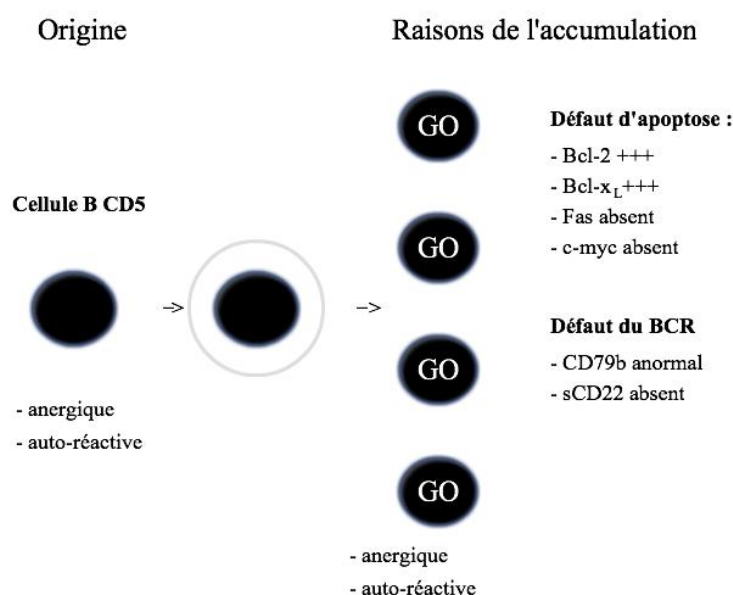 Origine
Raisons de l'accumulation
Cellule B CD5
->
- anergique
- auto-réactive
->
GO
GO
GO
GO
- anergique
- auto-réactive
Défaut d'apoptose :
- Bcl-2 +++
- Bcl-xL+++
- Fas absent
- c-myc absent
Défaut du BCR
- CD79b anormal
- sCD22 absent